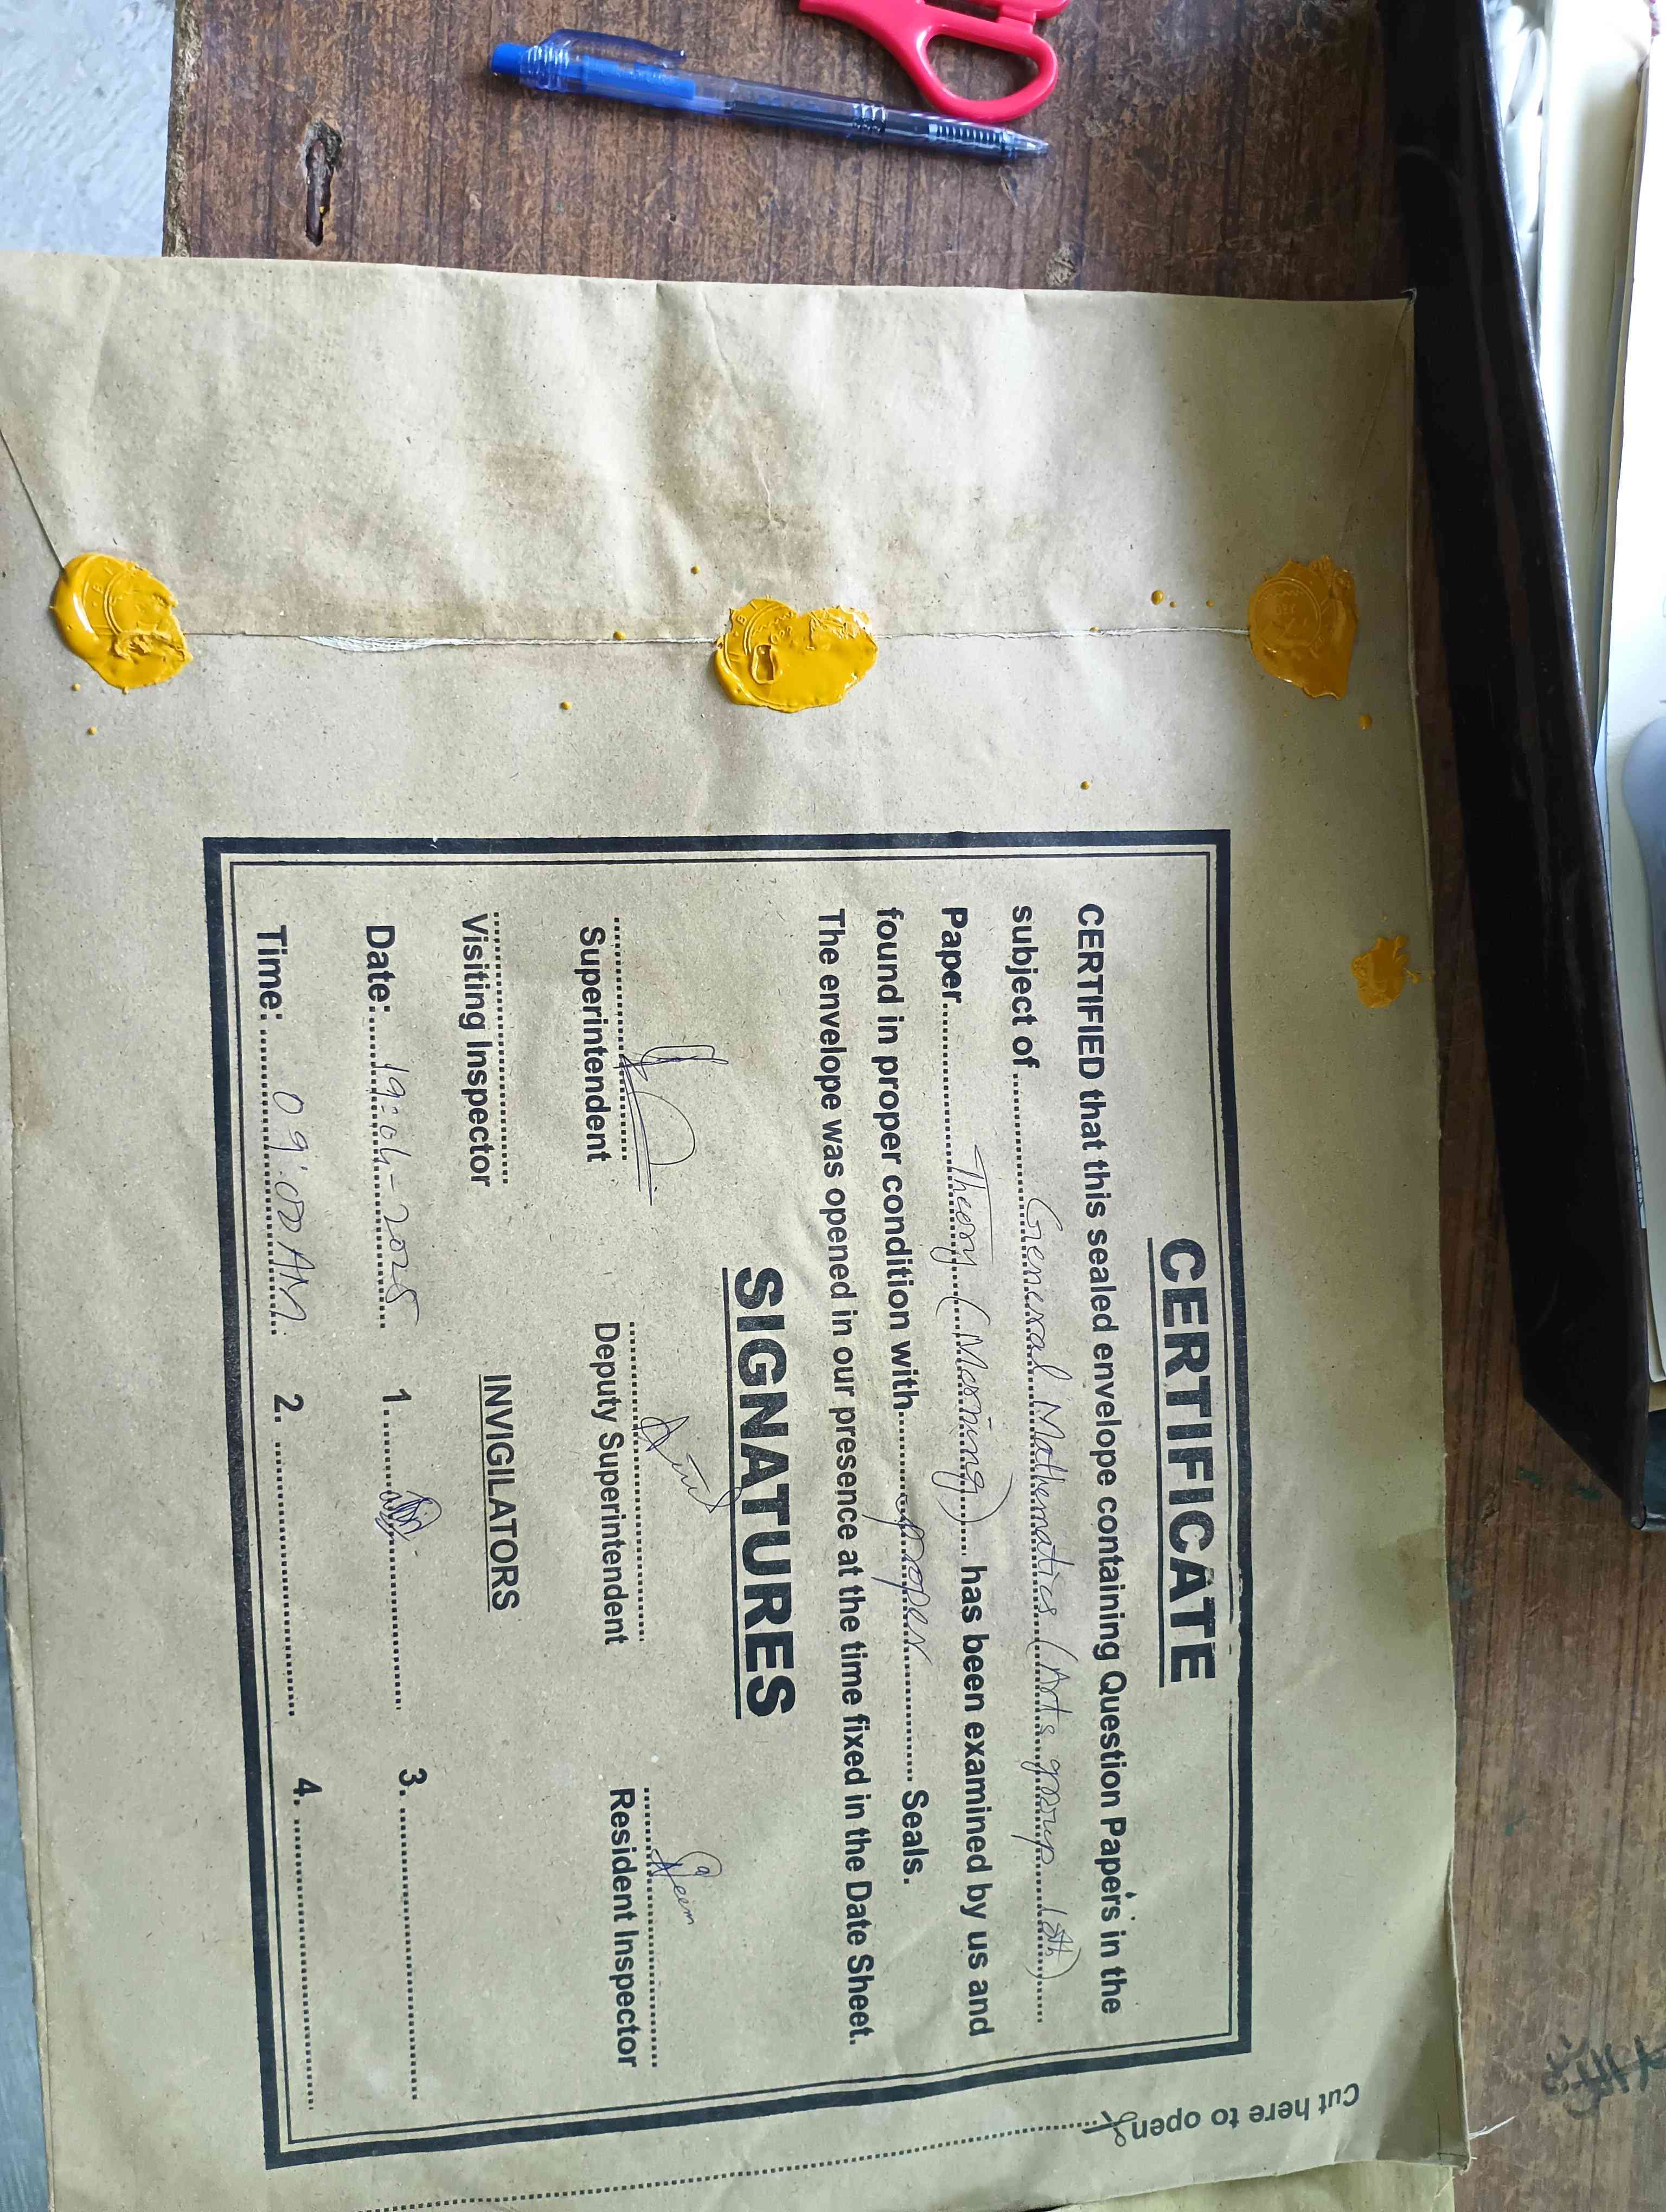 CERTIFICATE
CERTIFIED that this sealed envelope containing Question Papers in the
subject of General Mathematics (Arts group 10th)
Paper Theory (Morning) has been examined by us and
found in proper condition with proper Seals.
The envelope was opened in our presence at the time fixed in the Date Sheet.
SIGNATURES
Superintendent Deputy Superintendent Resident Inspector
Visiting Inspector INVIGILATORS
Date: 19-04-2025 1. 3.
Time: 09:00 AM 2. 4.
Cut here to open